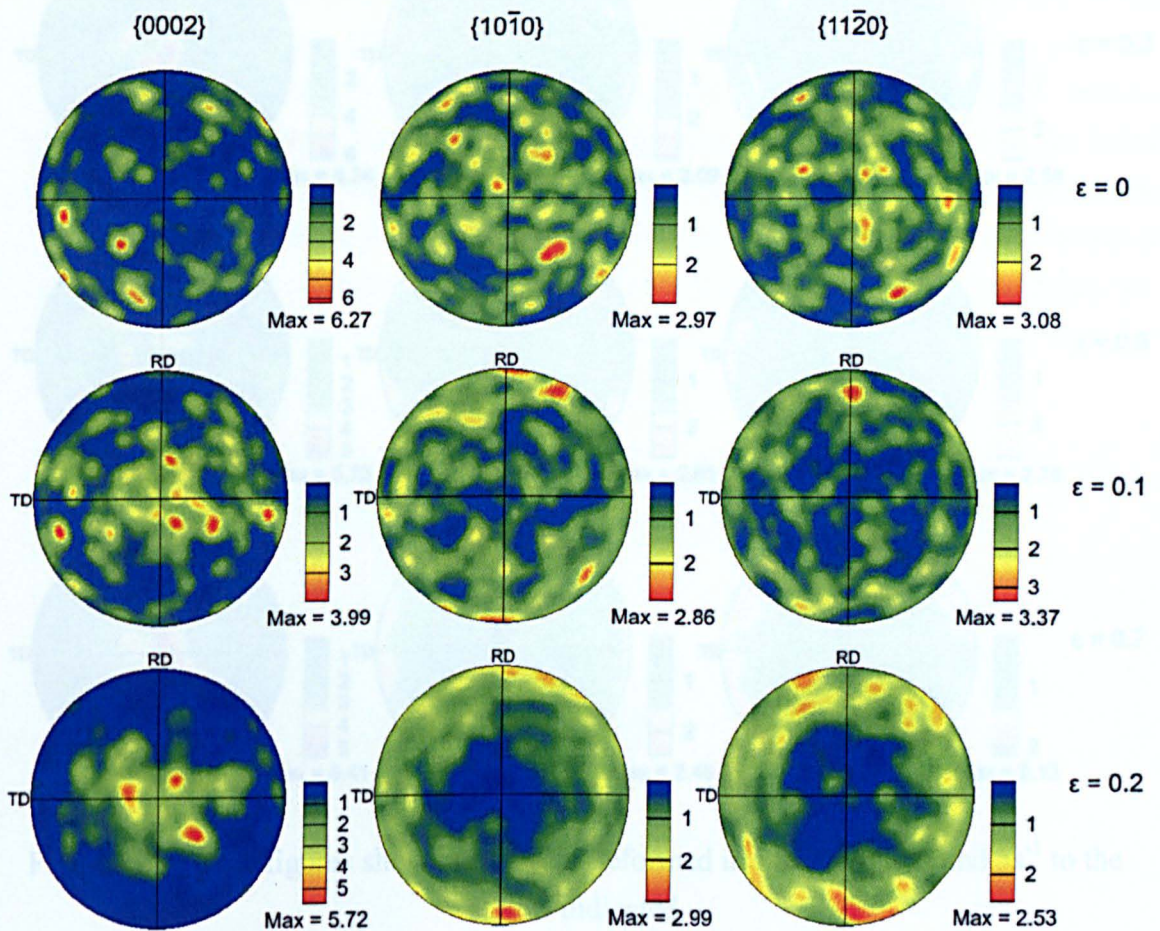 {0002} {101̄0} {112̄0}
2
4
6
Max = 6.27
1
2
Max = 2.97
1
2
Max = 3.08
ε = 0
RD
TD
1
2
3
Max = 3.99
RD
1
2
Max = 2.86
TD
1
2
3
Max = 3.37
ε = 0.1
RD
TD
1
2
3
4
5
Max = 5.72
TD
1
2
Max = 2.99
RD
TD
1
2
Max = 2.53
ε = 0.2